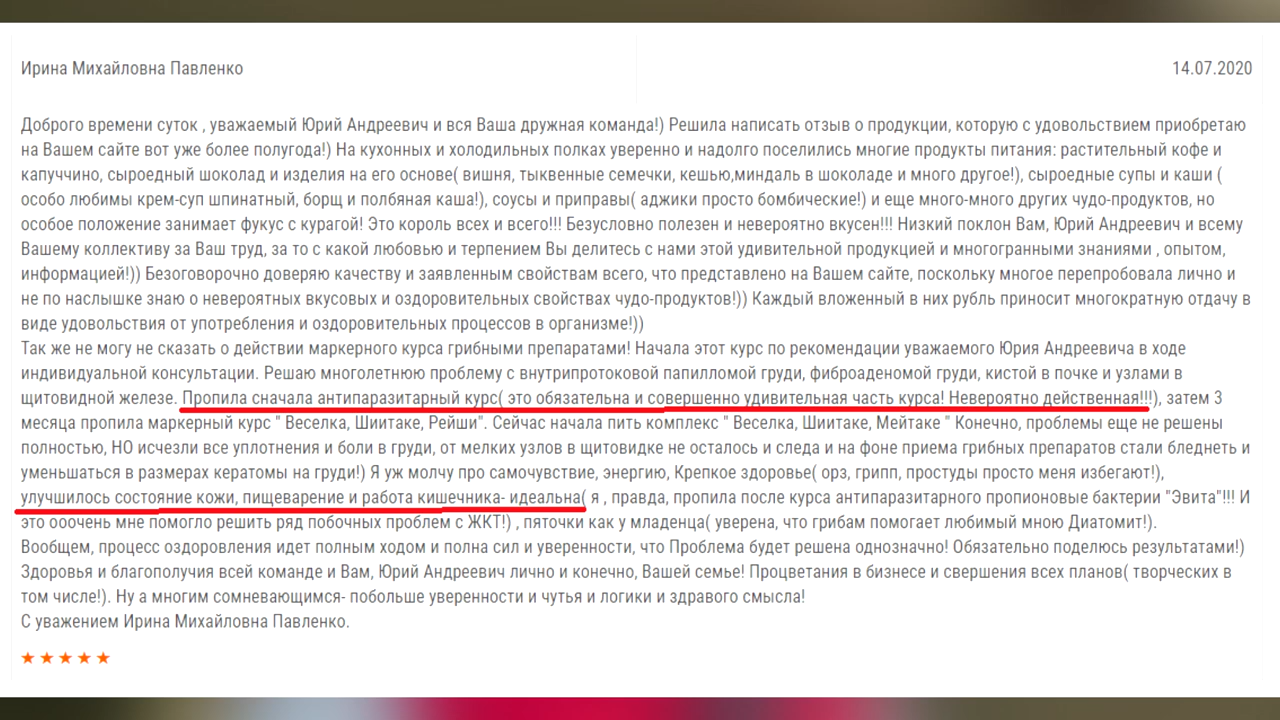 Ирина Михайловна Павленко
14.07.2020
Доброго времени суток , уважаемый Юрий Андреевич и вся Ваша дружная команда!) Решила написать отзыв о продукции, которую с удовольствием приобретаю
на Вашем сайте вот уже более полугода!) На кухонных и холодильных полках уверенно и надолго поселились многие продукты питания: растительный кофе и
капуччино, сыроедный шоколад и изделия на его основе( вишня, тыквенные семечки, кешью,миндаль в шоколаде и много другое!), сыроедные супы и каши (
особо любимы крем-суп шпинатный, борщ и полбяная каша!), соусы и приправы( аджики просто бомбические!) и еще много-много других чудо-продуктов, но
особое положение занимает фукус с курагой! Это король всех и всего!!! Безусловно полезен и невероятно вкусен!!! Низкий поклон Вам, Юрий Андреевич и всему
Вашему коллективу за Ваш труд, за то с какой любовью и терпением Вы делитесь с нами этой удивительной продукцией и многогранными знаниями , опытом,
информацией!)) Безоговорочно доверяю качеству и заявленным свойствам всего, что представлено на Вашем сайте, поскольку многое перепробовала лично и
не по наслышке знаю о невероятных вкусовых и оздоровительных свойствах чудо-продуктов!)) Каждый вложенный в них рубль приносит многократную отдачу в
виде удовольствия от употребления и оздоровительных процессов в организме!))
Так же не могу не сказать о действии маркерного курса грибными препаратами! Начала этот курс по рекомендации уважаемого Юрия Андреевича в ходе
индивидуальной консультации. Решаю многолетнюю проблему с внутрипротоковой папилломой груди, фиброаденомой груди, кистой в почке и узлами в
щитовидной железе. Пропила сначала антипаразитарный курс( это обязательна и совершенно удивительная часть курса! Невероятно действенная!!!), затем 3
месяца пропила маркерный курс " Веселка, Шиитаке, Рейши". Сейчас начала пить комплекс " Веселка, Шиитаке, Мейтаке " Конечно, проблемы еще не решены
полностью, НО исчезли все уплотнения и боли в груди, от мелких узлов в щитовидке не осталось и следа и на фоне приема грибных препаратов стали бледнеть и
уменьшаться в размерах кератомы на груди!) Я уж молчу про самочувствие, энергию, Крепкое здоровье( орз, грипп, простуды просто меня избегают!),
улучшилось состояние кожи, пищеварение и работа кишечника- идеальна( я , правда, пропила после курса антипаразитарного пропионовые бактерии "Эвита"!!! И
это ооочень мне помогло решить ряд побочных проблем с ЖКТ!) , пяточки как у младенца( уверена, что грибам помогает любимый мною Диатомит!).
Вообщем, процесс оздоровления идет полным ходом и полна сил и уверенности, что Проблема будет решена однозначно! Обязательно поделюсь результатами!)
Здоровья и благополучия всей команде и Вам, Юрий Андреевич лично и конечно, Вашей семье! Процветания в бизнесе и свершения всех планов( творческих в
том числе!). Ну а многим сомневающимся- побольше уверенности и чутья и логики и здравого смысла!
С уважением Ирина Михайловна Павленко.